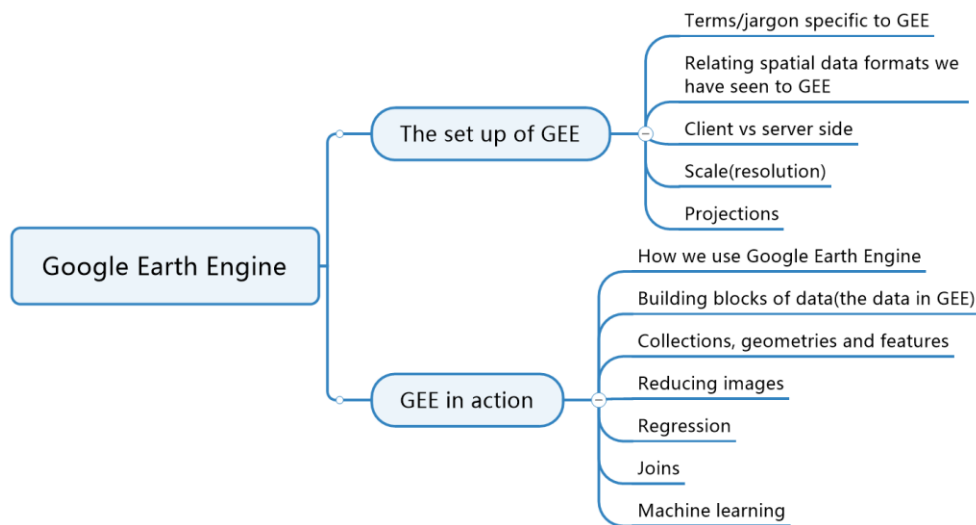 Google Earth Engine
The set up of GEE
Terms/jargon specific to GEE
Relating spatial data formats we
have seen to GEE
Client vs server side
Scale(resolution)
Projections
GEE in action
How we use Google Earth Engine
Building blocks of data(the data in GEE)
Collections, geometries and features
Reducing images
Regression
Joins
Machine learning